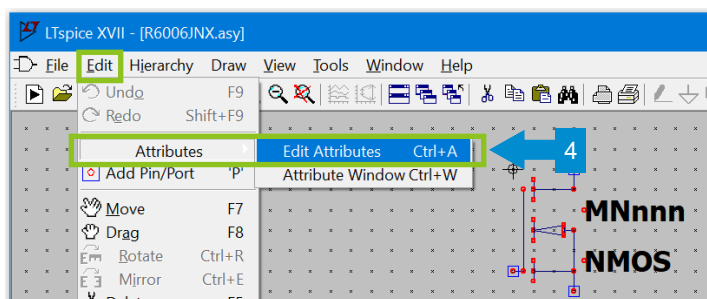 LTspice XVII - [R6006JNX.asy]
File Edit Hierarchy Draw View Tools Window Help
Undo F9
Redo Shift+F9
Attributes
Edit Attributes Ctrl+A
4
Add Pin/Port 'P'
Attribute Window Ctrl+W
Move F7
MNnnn
Drag F8
Rotate Ctrl+R
NMOS
Mirror Ctrl+E